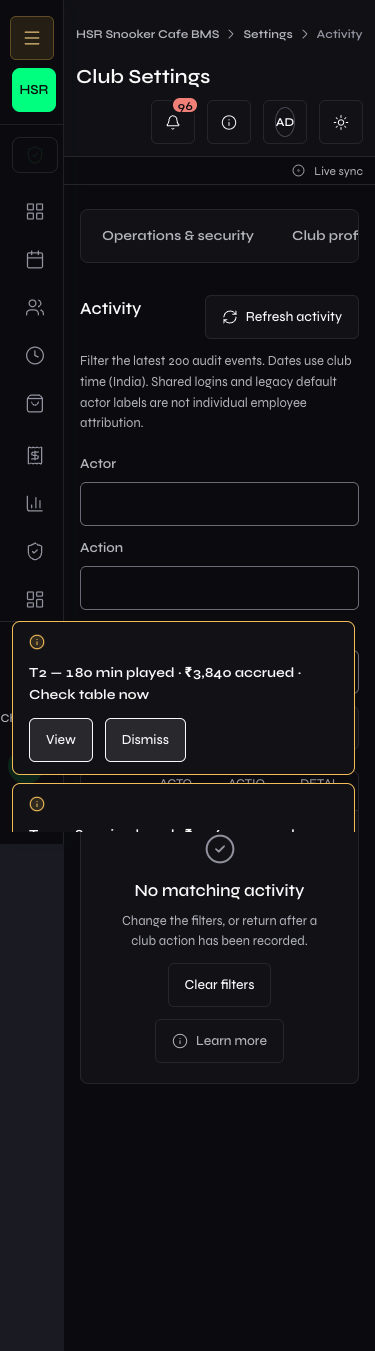 HSR Snooker Cafe BMS > Settings > Activity
HSR
Club Settings
96
AD
Live sync
Operations & security
Club prof
Activity
Refresh activity
Filter the latest 200 audit events. Dates use club
time (India). Shared logins and legacy default
actor labels are not individual employee
attribution.
Actor
Action
T2 — 180 min played · ₹3,840 accrued ·
Check table now
View
Dismiss
No matching activity
Change the filters, or return after a
club action has been recorded.
Clear filters
Learn more